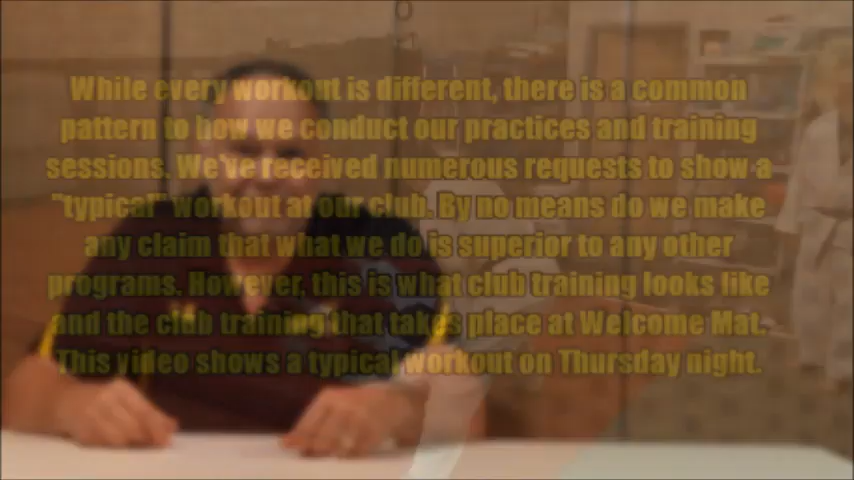 While every workout is different, there is a common
pattern to how we conduct our practices and training
sessions. We've received numerous requests to show a
"typical" workout at our club. By no means do we make
any claim that what we do is superior to any other
programs. However, this is what club training looks like
and the club training that takes place at Welcome Mat.
This video shows a typical workout on Thursday night.